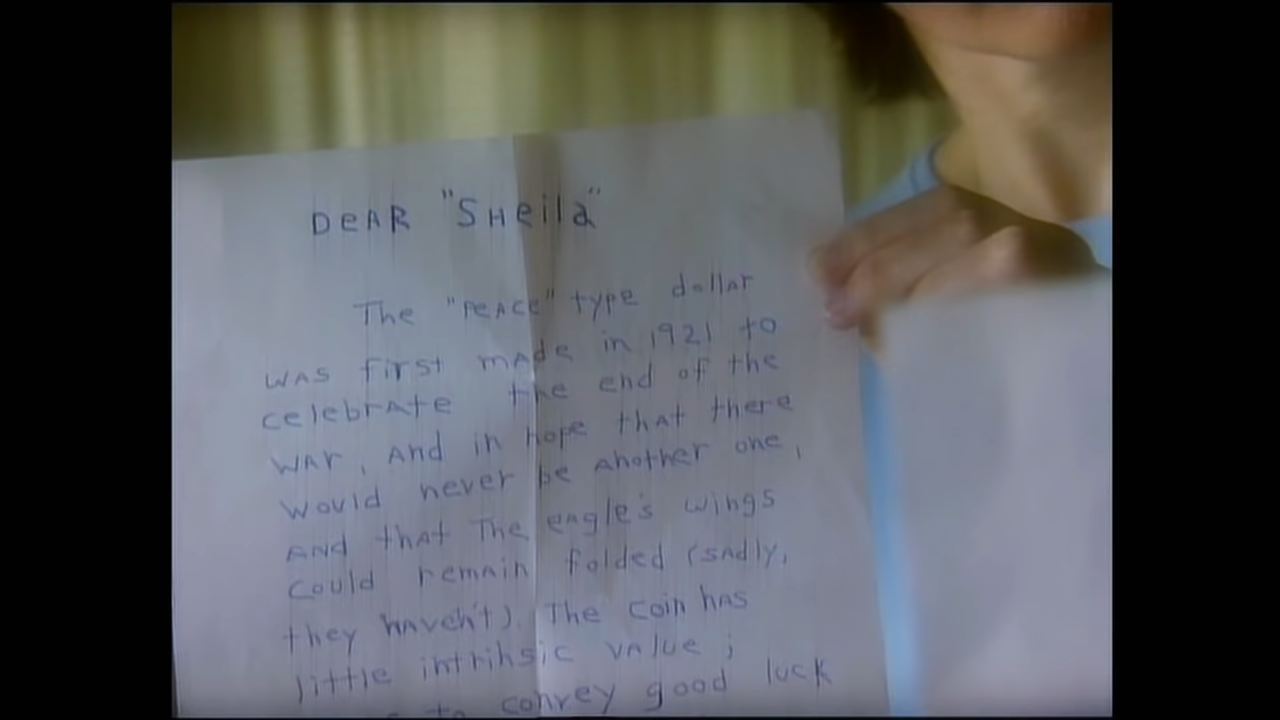 DeAR "SHeila"
The "PeAce" type dollar
wAs first mAde in 1921 to
celebrAte the end of the
wAr, And in hope thAt there
would never be Another one,
And thAt The eAgle's wings
could remAin folded (sAdly,
they hAven't). The coin hAs
little intrinsic vAlue;
to convey good luck